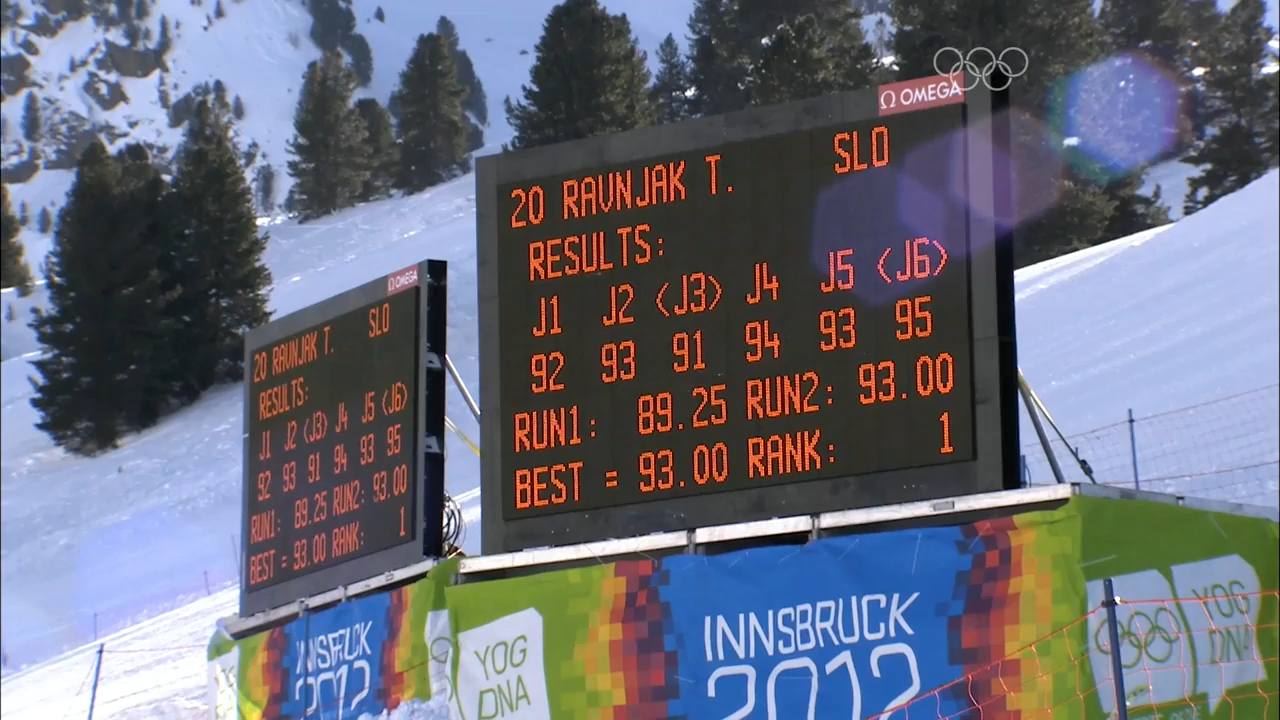 Ω OMEGA
20 RAVNJAK T. SLO
RESULTS:
J1 J2 <J3> J4 J5 <J6>
92 93 91 94 93 95
RUN1: 89.25 RUN2: 93.00
BEST = 93.00 RANK: 1
Ω OMEGA
20 RAVNJAK T. SLO
RESULTS:
J1 J2 <J3> J4 J5 <J6>
92 93 91 94 93 95
RUN1: 89.25 RUN2: 93.00
BEST = 93.00 RANK: 1
INNSBRUCK
2012
YOG
DNA
INNSBRUCK
2012
YOG
DNA